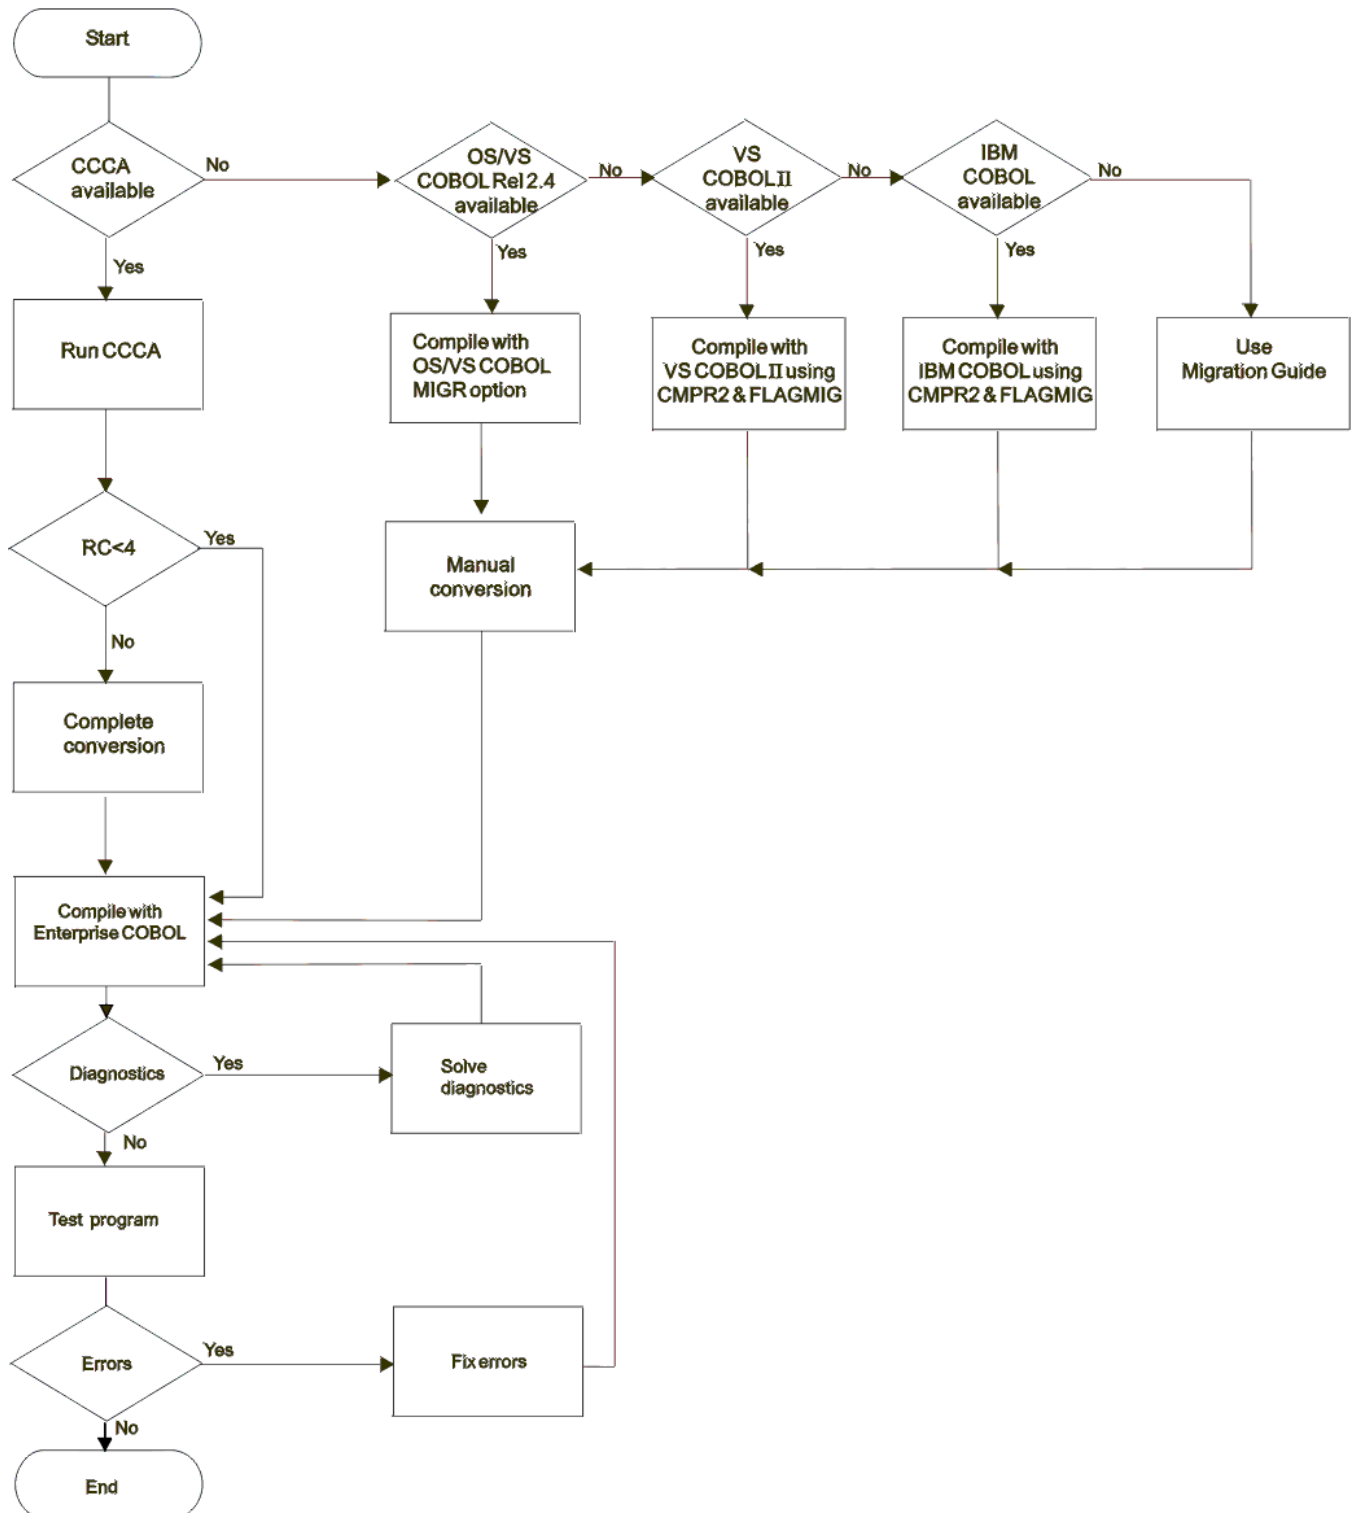 Start
CCCA
available
No
OS/VS
COBOL Rel 2.4
available
No
VS
COBOL II
available
No
IBM
COBOL
available
No
Yes
Yes
Yes
Yes
Run CCCA
Compile with
OS/VS COBOL
MIGR option
Compile with
VS COBOL II using
CMPR2 & FLAGMIG
Compile with
IBM COBOL using
CMPR2 & FLAGMIG
Use
Migration Guide
RC<4
Yes
Manual
conversion
No
Complete
conversion
Compile with
Enterprise COBOL
Diagnostics
Yes
Solve
diagnostics
No
Test program
Errors
Yes
Fix errors
No
End